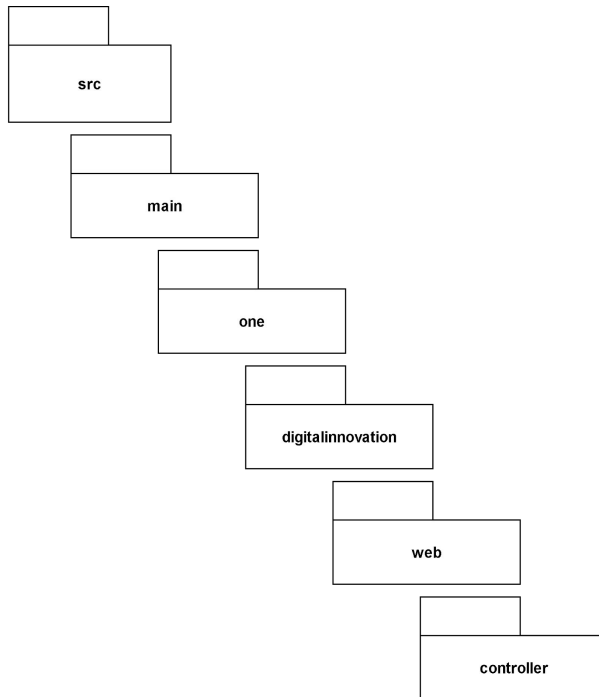 src
main
one
digitalinnovation
web
controller